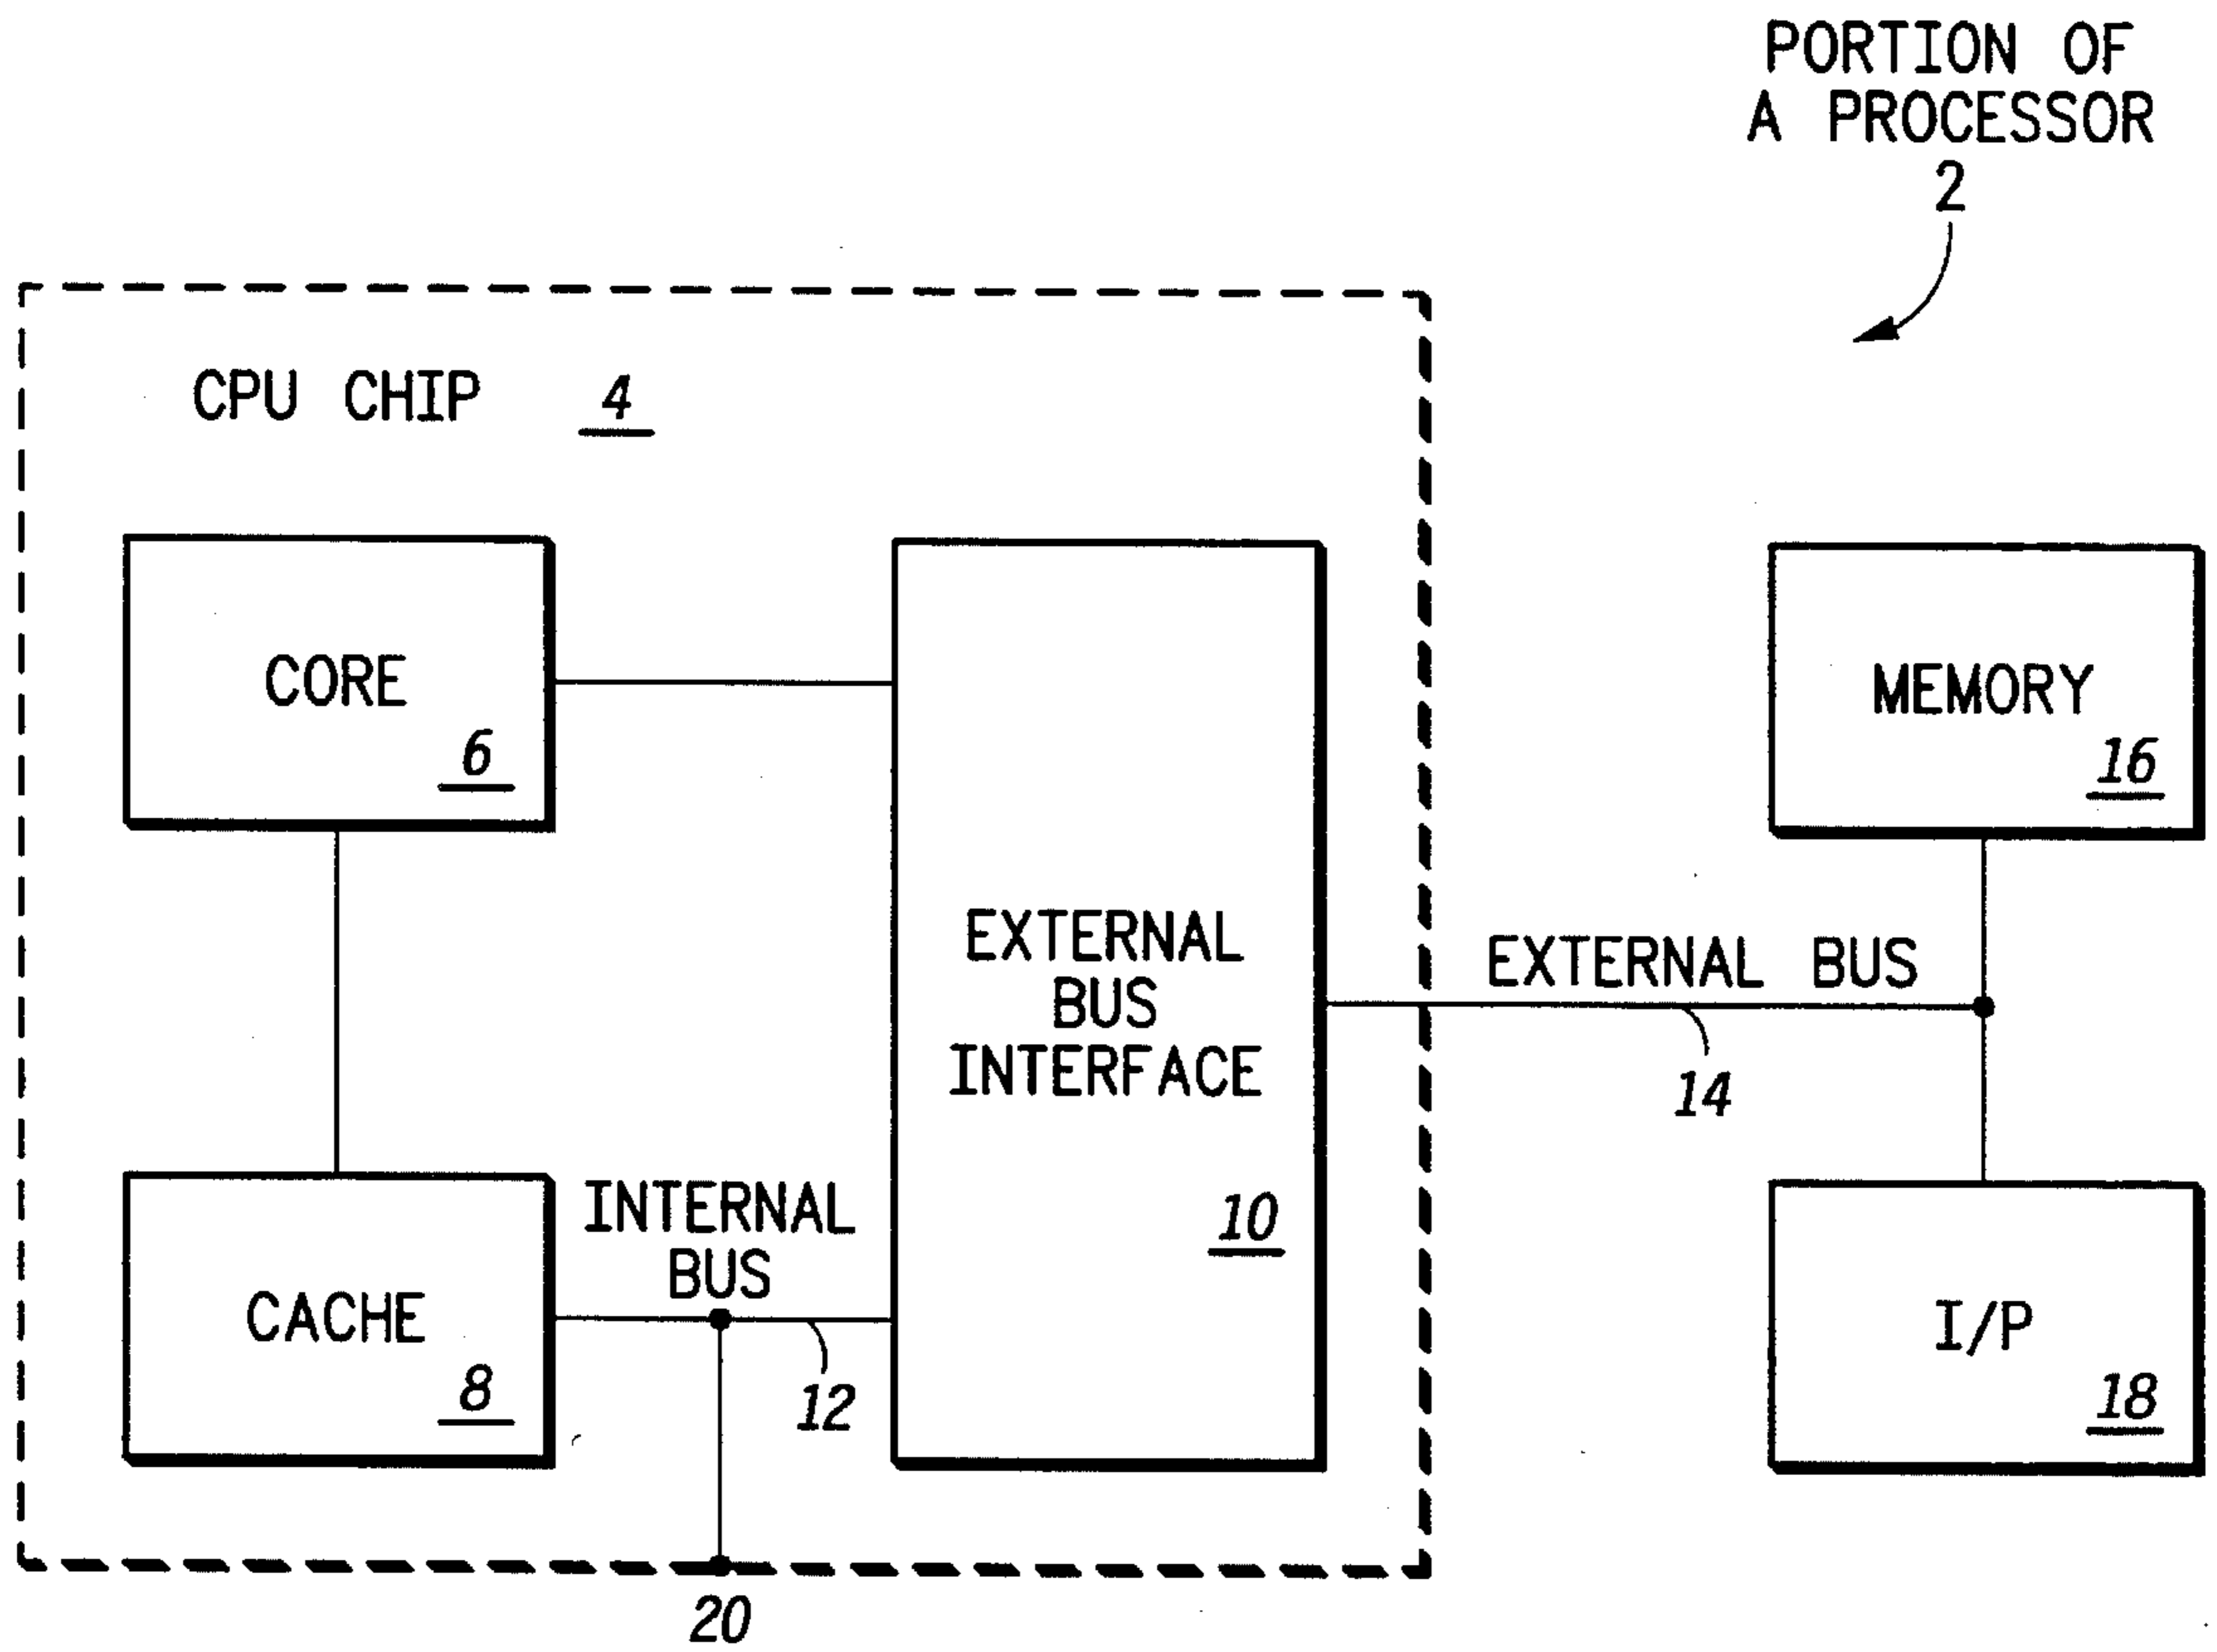 PORTION OF
A PROCESSOR
2
CPU CHIP 4
CORE
6
MEMORY
16
EXTERNAL
BUS
INTERFACE
10
EXTERNAL BUS
14
INTERNAL
BUS
12
CACHE
8
I/P
18
20